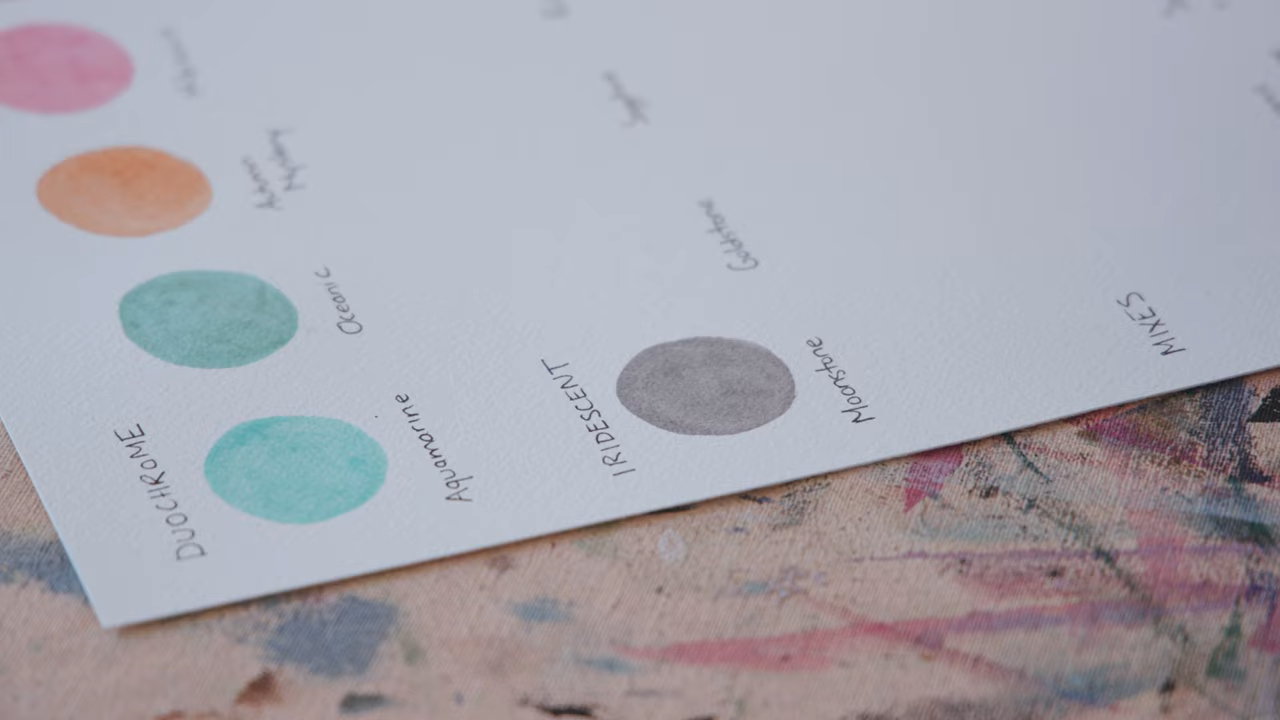 DUOCHROME
Aquamarine
Oceanic
Autumn
Mystery
IRIDESCENT
Moonstone
Goldstone
MIXES